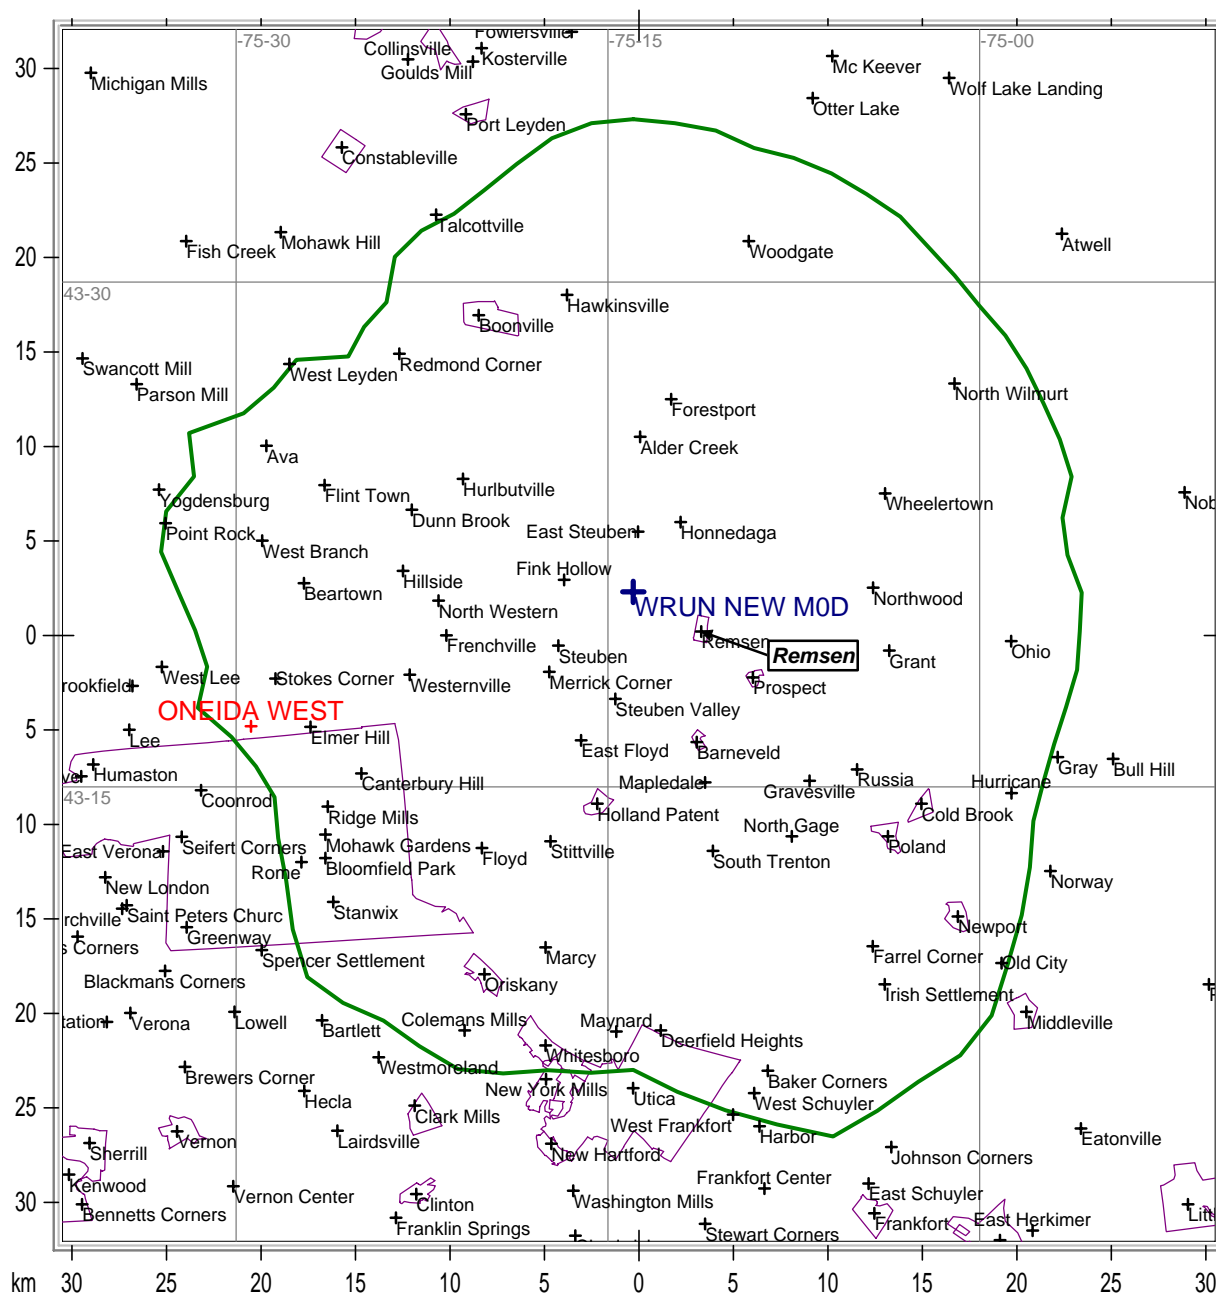 -75-30
-75-15
-75-00
Fowlersville
Collinsville
Kosterville
Goulds Mill
Mc Keever
30
Michigan Mills
Wolf Lake Landing
Otter Lake
Port Leyden
Constableville
25
Talcottville
Mohawk Hill
Fish Creek
Woodgate
Atwell
20
43-30
Hawkinsville
Boonville
15
Swancott Mill
Redmond Corner
West Leyden
Parson Mill
North Wilmurt
Forestport
10
Alder Creek
Ava
Yogdensburg
Flint Town
Hurlbutville
Wheelertown
Nob
Dunn Brook
Point Rock
East Steuben
Honnedaga
5
West Branch
Fink Hollow
Hillside
Beartown
Northwood
North Western
WRUN NEW M0D
0
Frenchville
Remsen
Remsen
Steuben
Grant
Ohio
West Lee
Stokes Corner
rookfield
Westernville
Merrick Corner
Prospect
Steuben Valley
ONEIDA WEST
5
Lee
Elmer Hill
East Floyd
Barneveld
Gray
Bull Hill
ve
Humaston
Canterbury Hill
Mapledale
Russia
Hurricane
Gravesville
43-15
Coonrod
Ridge Mills
Holland Patent
Cold Brook
10
North Gage
Poland
East Verona
Seifert Corners
Mohawk Gardens
Rome
Bloomfield Park
Floyd
Stittville
South Trenton
New London
Norway
rchville
Saint Peters Churc
Stanwix
15
Newport
s Corners
Greenway
Spencer Settlement
Marcy
Farrel Corner
Old City
Blackmans Corners
Oriskany
Irish Settlement
20
tation
Verona
Lowell
Bartlett
Colemans Mills
Maynard
Deerfield Heights
Middleville
Whitesboro
Westmoreland
Brewers Corner
Baker Corners
New York Mills
Utica
West Schuyler
Hecla
25
Clark Mills
West Frankfort
Harbor
Vernon
Lairdsville
Eatonville
Sherrill
New Hartford
Johnson Corners
Kenwood
Vernon Center
Clinton
Washington Mills
Frankfort Center
East Schuyler
30
Bennetts Corners
Franklin Springs
Stewart Corners
Frankfort
East Herkimer
Littl
km
30
25
20
15
10
5
0
5
10
15
20
25
30